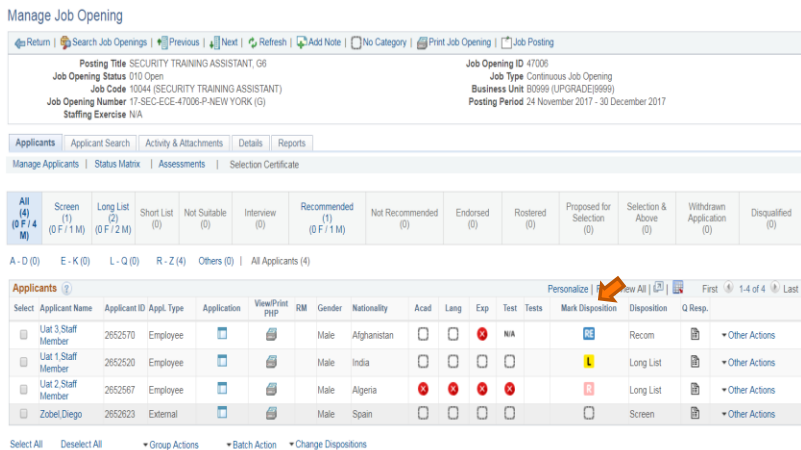 Manage Job Opening
Return | Search Job Openings | Previous | Next | Refresh | Add Note | No Category | Print Job Opening | Job Posting
Posting Title SECURITY TRAINING ASSISTANT, G6 Job Opening ID 47006
Job Opening Status 010 Open Job Type Continuous Job Opening
Job Code 10044 (SECURITY TRAINING ASSISTANT) Business Unit B0999 (UPGRADE|9999)
Job Opening Number 17-SEC-ECE-47006-P-NEW YORK (G) Posting Period 24 November 2017 - 30 December 2017
Staffing Exercise N/A
Applicants Applicant Search Activity & Attachments Details Reports
Manage Applicants | Status Matrix | Assessments | Selection Certificate
All (4) (0 F / 4 M) Screen (1) (0 F / 1 M) Long List (2) (0 F / 2 M) Short List (0) Not Suitable (0) Interview (0) Recommended (1) (0 F / 1 M) Not Recommended (0) Endorsed (0) Rostered (0) Proposed for Selection (0) Selection & Above (0) Withdrawn Application (0) Disqualified (0)
A - D (0) E - K (0) L - Q (0) R - Z (4) Others (0) | All Applicants (4)
Applicants Personalize | View All | First 1-4 of 4 Last
Select Applicant Name Applicant ID Appl. Type Application View/Print PHP RM Gender Nationality Acad Lang Exp Test Tests Mark Disposition Disposition Q Resp.
Uat 3,Staff Member 2652570 Employee Male Afghanistan N/A RE Recom Other Actions
Uat 1,Staff Member 2652520 Employee Male India L Long List Other Actions
Uat 2,Staff Member 2652567 Employee Male Algeria R Long List Other Actions
Zobel,Diego 2652623 External Male Spain Screen Other Actions
Select All Deselect All Group Actions Batch Action Change Dispositions